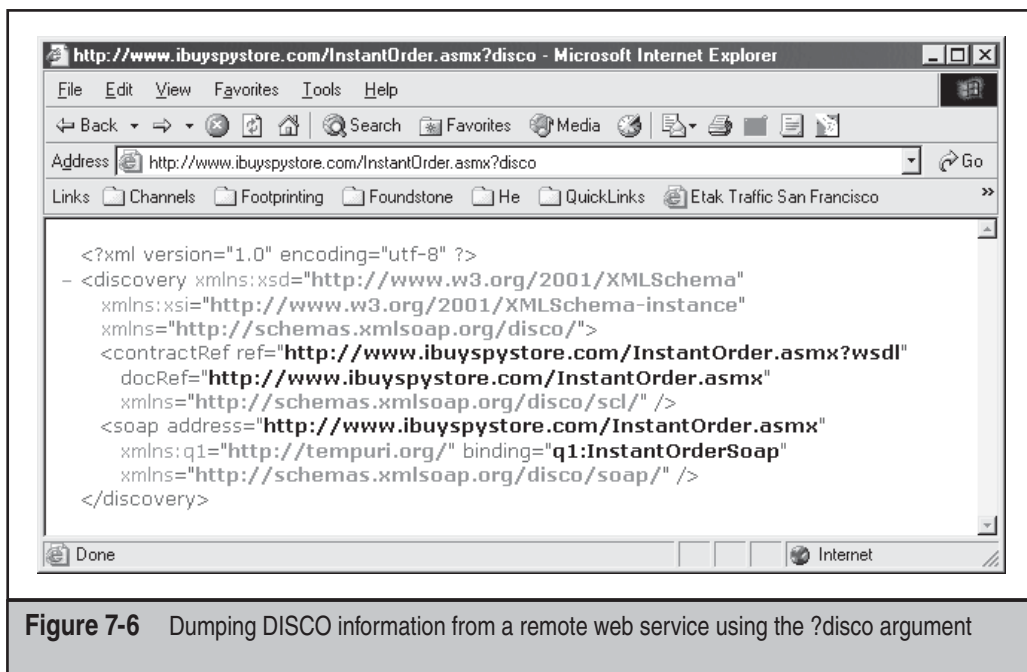 http://www.ibuyspystore.com/InstantOrder.asmx?disco - Microsoft Internet Explorer
File Edit View Favorites Tools Help
Back Search Favorites Media
Address http://www.ibuyspystore.com/InstantOrder.asmx?disco Go
Links Channels Footprinting Foundstone He QuickLinks Etak Traffic San Francisco »
<?xml version="1.0" encoding="utf-8" ?>
– <discovery xmlns:xsd="http://www.w3.org/2001/XMLSchema"
xmlns:xsi="http://www.w3.org/2001/XMLSchema-instance"
xmlns="http://schemas.xmlsoap.org/disco/">
<contractRef ref="http://www.ibuyspystore.com/InstantOrder.asmx?wsdl"
docRef="http://www.ibuyspystore.com/InstantOrder.asmx"
xmlns="http://schemas.xmlsoap.org/disco/scl/" />
<soap address="http://www.ibuyspystore.com/InstantOrder.asmx"
xmlns:q1="http://tempuri.org/" binding="q1:InstantOrderSoap"
xmlns="http://schemas.xmlsoap.org/disco/soap/" />
</discovery>
Done Internet
Figure 7-6 Dumping DISCO information from a remote web service using the ?disco argument